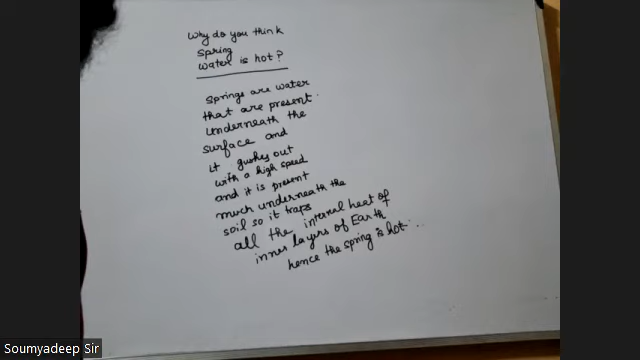 Why do you think
Spring
Water is hot?
Springs are water
that are present.
underneath the
surface and
it gushes out
with a high speed
and it is present
much underneath the
soil so it traps
all the internal heat of
inner layers of Earth
hence the spring is hot...
Soumyadeep Sir